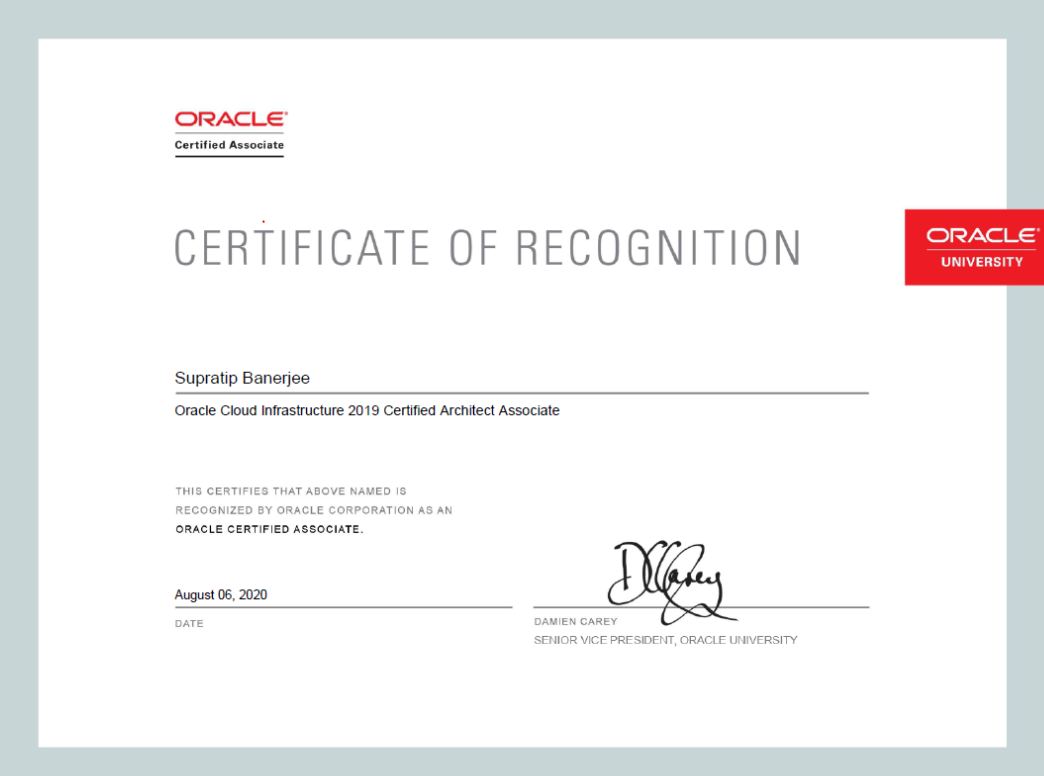 ORACLE®
Certified Associate
CERTIFICATE OF RECOGNITION
ORACLE®
UNIVERSITY
Supratip Banerjee
Oracle Cloud Infrastructure 2019 Certified Architect Associate
THIS CERTIFIES THAT ABOVE NAMED IS
RECOGNIZED BY ORACLE CORPORATION AS AN
ORACLE CERTIFIED ASSOCIATE.
DCarey
August 06, 2020
DATE
DAMIEN CAREY
SENIOR VICE PRESIDENT, ORACLE UNIVERSITY